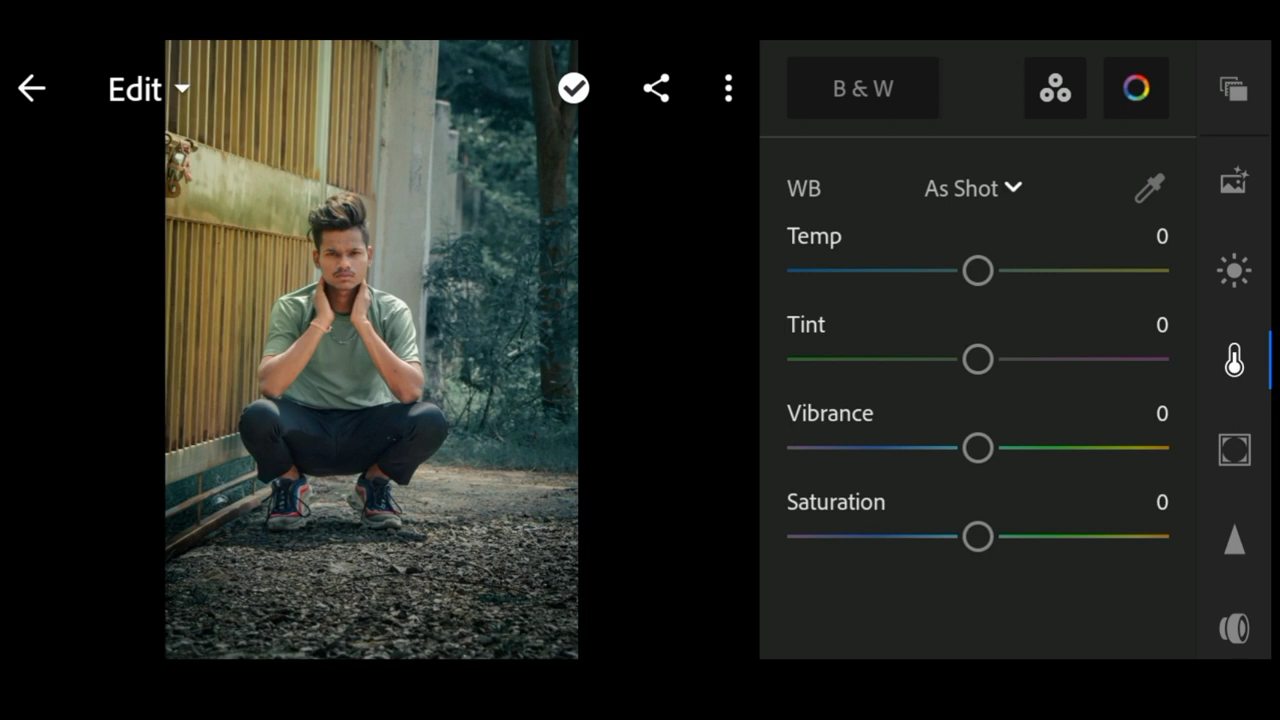 Edit
B & W
WB As Shot
Temp 0
Tint 0
Vibrance 0
Saturation 0